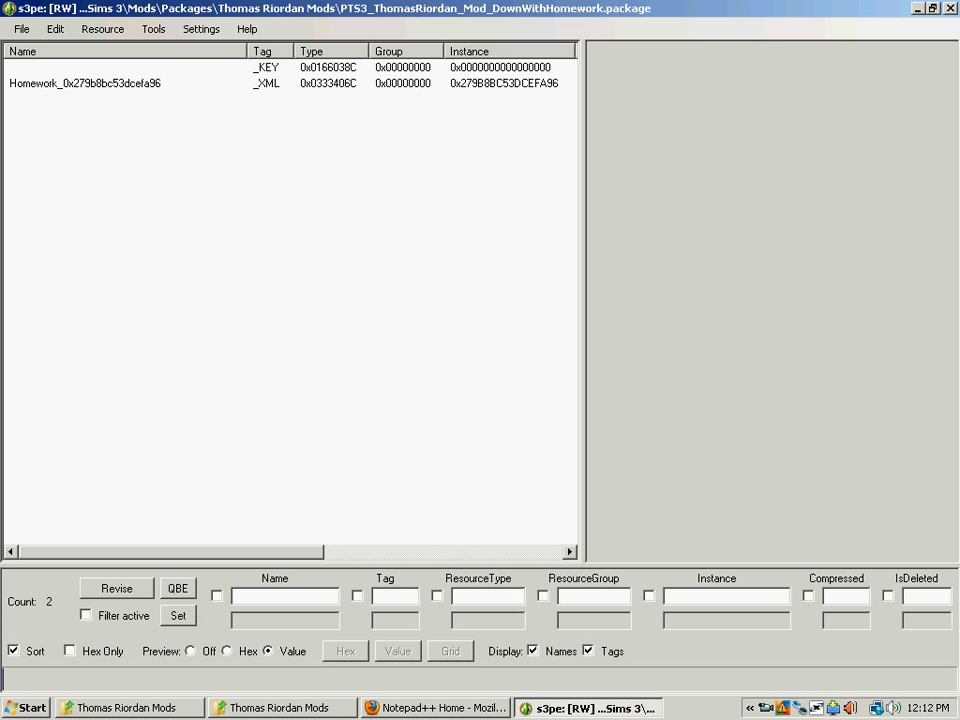 s3pe: [RW] ...Sims 3\Mods\Packages\Thomas Riordan Mods\PTS3_ThomasRiordan_Mod_DownWithHomework.package
File Edit Resource Tools Settings Help
Name Tag Type Group Instance
_KEY 0x0166038C 0x00000000 0x0000000000000000
Homework_0x279b8bc53dcefa96 _XML 0x0333406C 0x00000000 0x279B8BC53DCEFA96
Name Tag ResourceType ResourceGroup Instance Compressed IsDeleted
Revise QBE
Count: 2
Filter active Set
Sort Hex Only Preview: Off Hex Value Hex Value Grid Display: Names Tags
Start Thomas Riordan Mods Thomas Riordan Mods Notepad++ Home - Mozil... s3pe: [RW] ...Sims 3\... « 12:12 PM